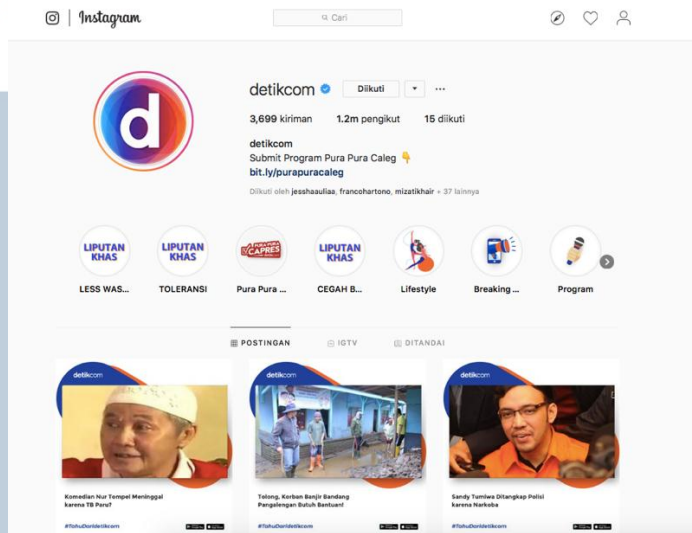 Instagram
Cari
d
detikcom
Diikuti
3,699 kiriman 1.2m pengikut 15 diikuti
detikcom
Submit Program Pura Pura Caleg
bit.ly/purapuracaleg
Diikuti oleh jesshaauliaa, francohartono, mizatikhair + 37 lainnya
LIPUTAN KHAS
LIPUTAN KHAS
PURA PURA CAPRES
LIPUTAN KHAS
LESS WAS... TOLERANSI Pura Pura ... CEGAH B... Lifestyle Breaking ... Program
POSTINGAN IGTV DITANDAI
detikcom detikcom detikcom
Komedian Nur Tompel Meninggal
karena TB Paru?
#TahuDaridetikcom
Tolong, Korban Banjir Bandang
Pangalengan Butuh Bantuan!
#TahuDaridetikcom
Sandy Tumiwa Ditangkap Polisi
karena Narkoba
#TahuDaridetikcom